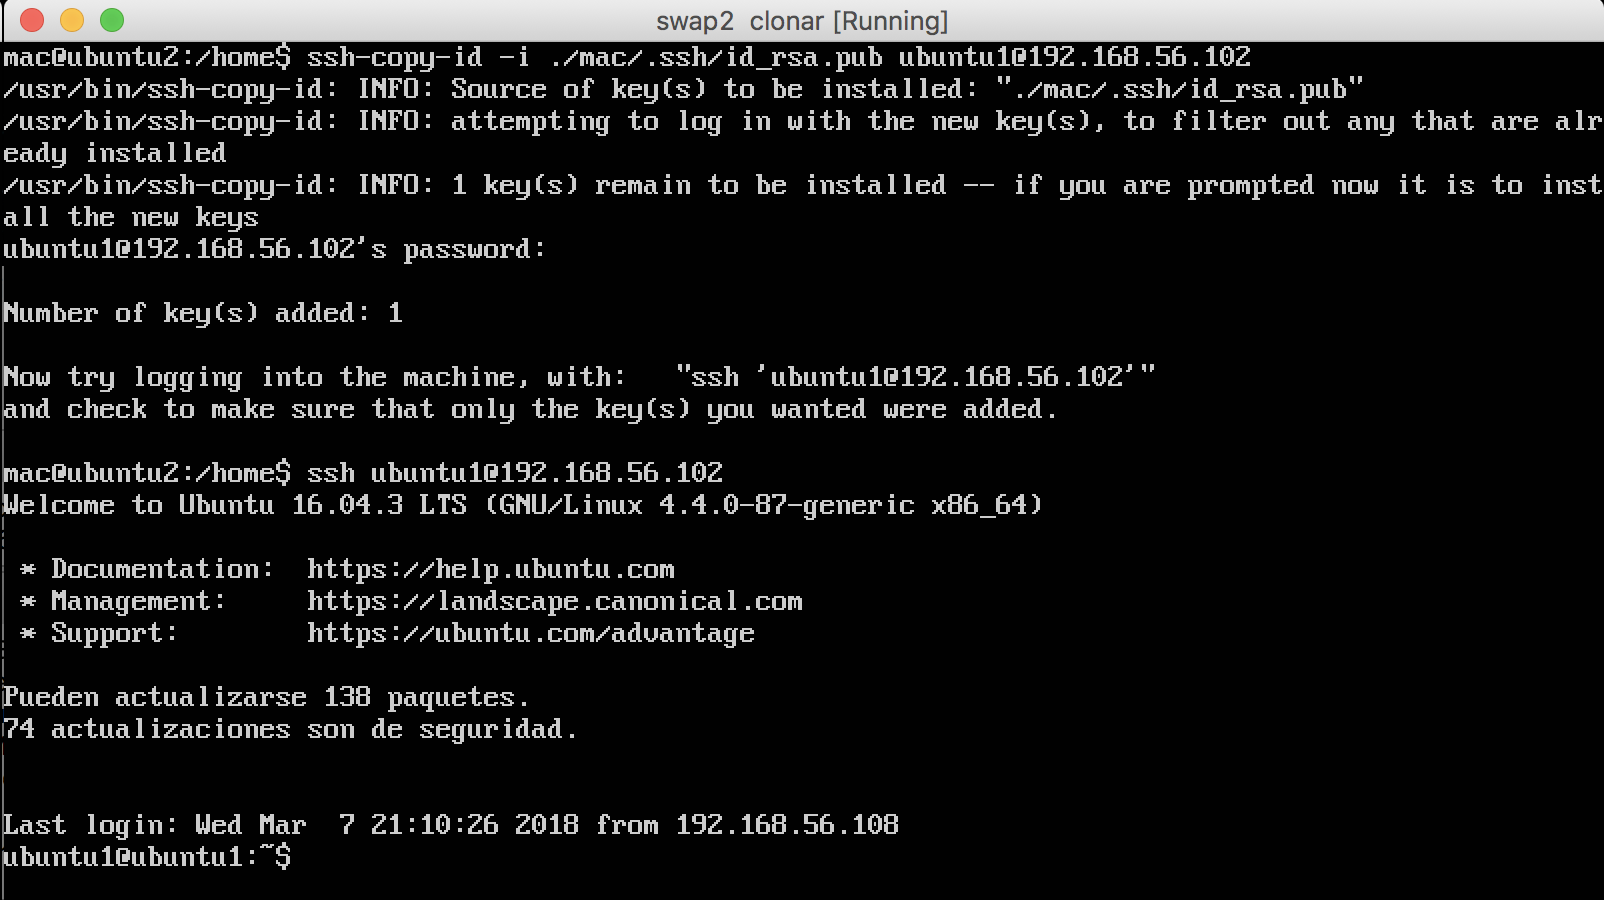 swap2 clonar [Running]
mac@ubuntu2:/home$ ssh-copy-id -i ./mac/.ssh/id_rsa.pub ubuntu1@192.168.56.102
/usr/bin/ssh-copy-id: INFO: Source of key(s) to be installed: "./mac/.ssh/id_rsa.pub"
/usr/bin/ssh-copy-id: INFO: attempting to log in with the new key(s), to filter out any that are alr
eady installed
/usr/bin/ssh-copy-id: INFO: 1 key(s) remain to be installed -- if you are prompted now it is to inst
all the new keys
ubuntu1@192.168.56.102's password:
Number of key(s) added: 1
Now try logging into the machine, with:   "ssh 'ubuntu1@192.168.56.102'"
and check to make sure that only the key(s) you wanted were added.
mac@ubuntu2:/home$ ssh ubuntu1@192.168.56.102
Welcome to Ubuntu 16.04.3 LTS (GNU/Linux 4.4.0-87-generic x86_64)
* Documentation:  https://help.ubuntu.com
* Management:     https://landscape.canonical.com
* Support:        https://ubuntu.com/advantage
Pueden actualizarse 138 paquetes.
74 actualizaciones son de seguridad.
Last login: Wed Mar  7 21:10:26 2018 from 192.168.56.108
ubuntu1@ubuntu1:~$